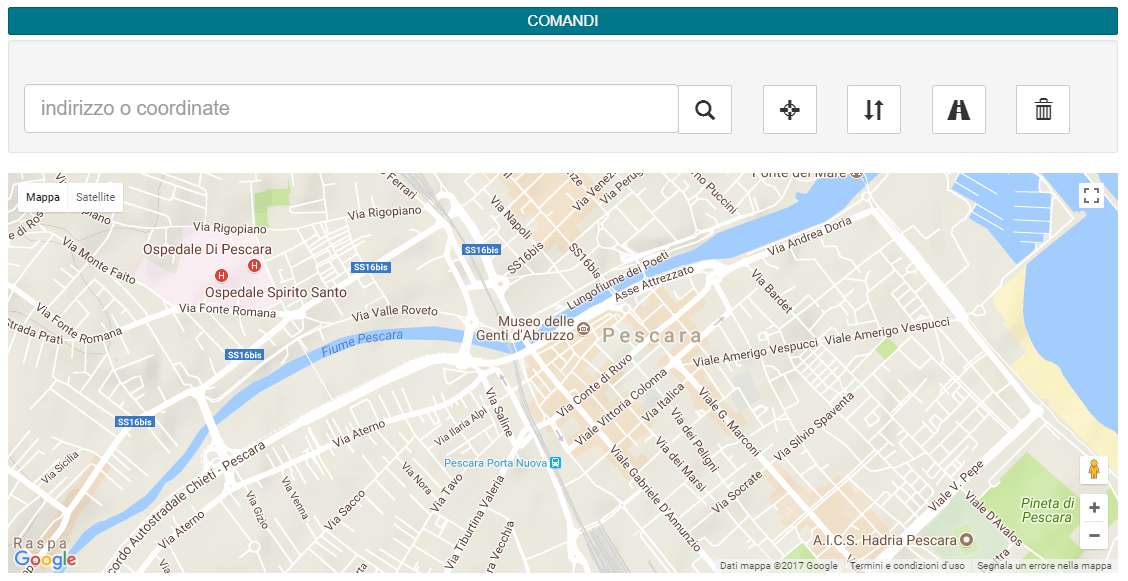 COMANDI
indirizzo o coordinate
Mappa
Satellite
Ferrari
Via Rigopiano
Via Napoli
Via Venez
Via Perug
Puccini
Ponte del Mare
Via Rigopiano
Ospedale Di Pescara
H
H
Ospedale Spirito Santo
Via Monte Faito
SS16bis
SS16bis
SS16bis
SS16bis
Via Andrea Doria
Lungofiume dei Poeti
Asse Attrezzato
Via Bardet
Via Fonte Romana
Via Fonte Romana
Strada Prati
Via Valle Roveto
Museo delle
Genti d'Abruzzo
Pescara
Fiume Pescara
SS16bis
Viale Amerigo Vespucci
Viale Amerigo Vespucci
Via Conte di Ruvo
Viale Vittoria Colonna
Via Italica
Viale G. Marconi
Via Silvio Spaventa
SS16bis
Via Saline
Via Ilaria Alpi
Via Aterno
Via dei Peligni
Via dei Marsi
Pescara Porta Nuova
Viale Gabriele D'Annunzio
Via Socrate
Viale V. Pepe
Via Sicilia
Raccordo Autostradale Chieti - Pescara
Via Nora
Via Tavo
Via Tiburtina Valeria
Via Sacco
Via Venna
Via Gizio
Via Aterno
a Vecchia
Viale D'Avalos
Pineta di
Pescara
A.I.C.S. Hadria Pescara
Raspa
Google
+
−
Dati mappa ©2017 Google
Termini e condizioni d'uso
Segnala un errore nella mappa